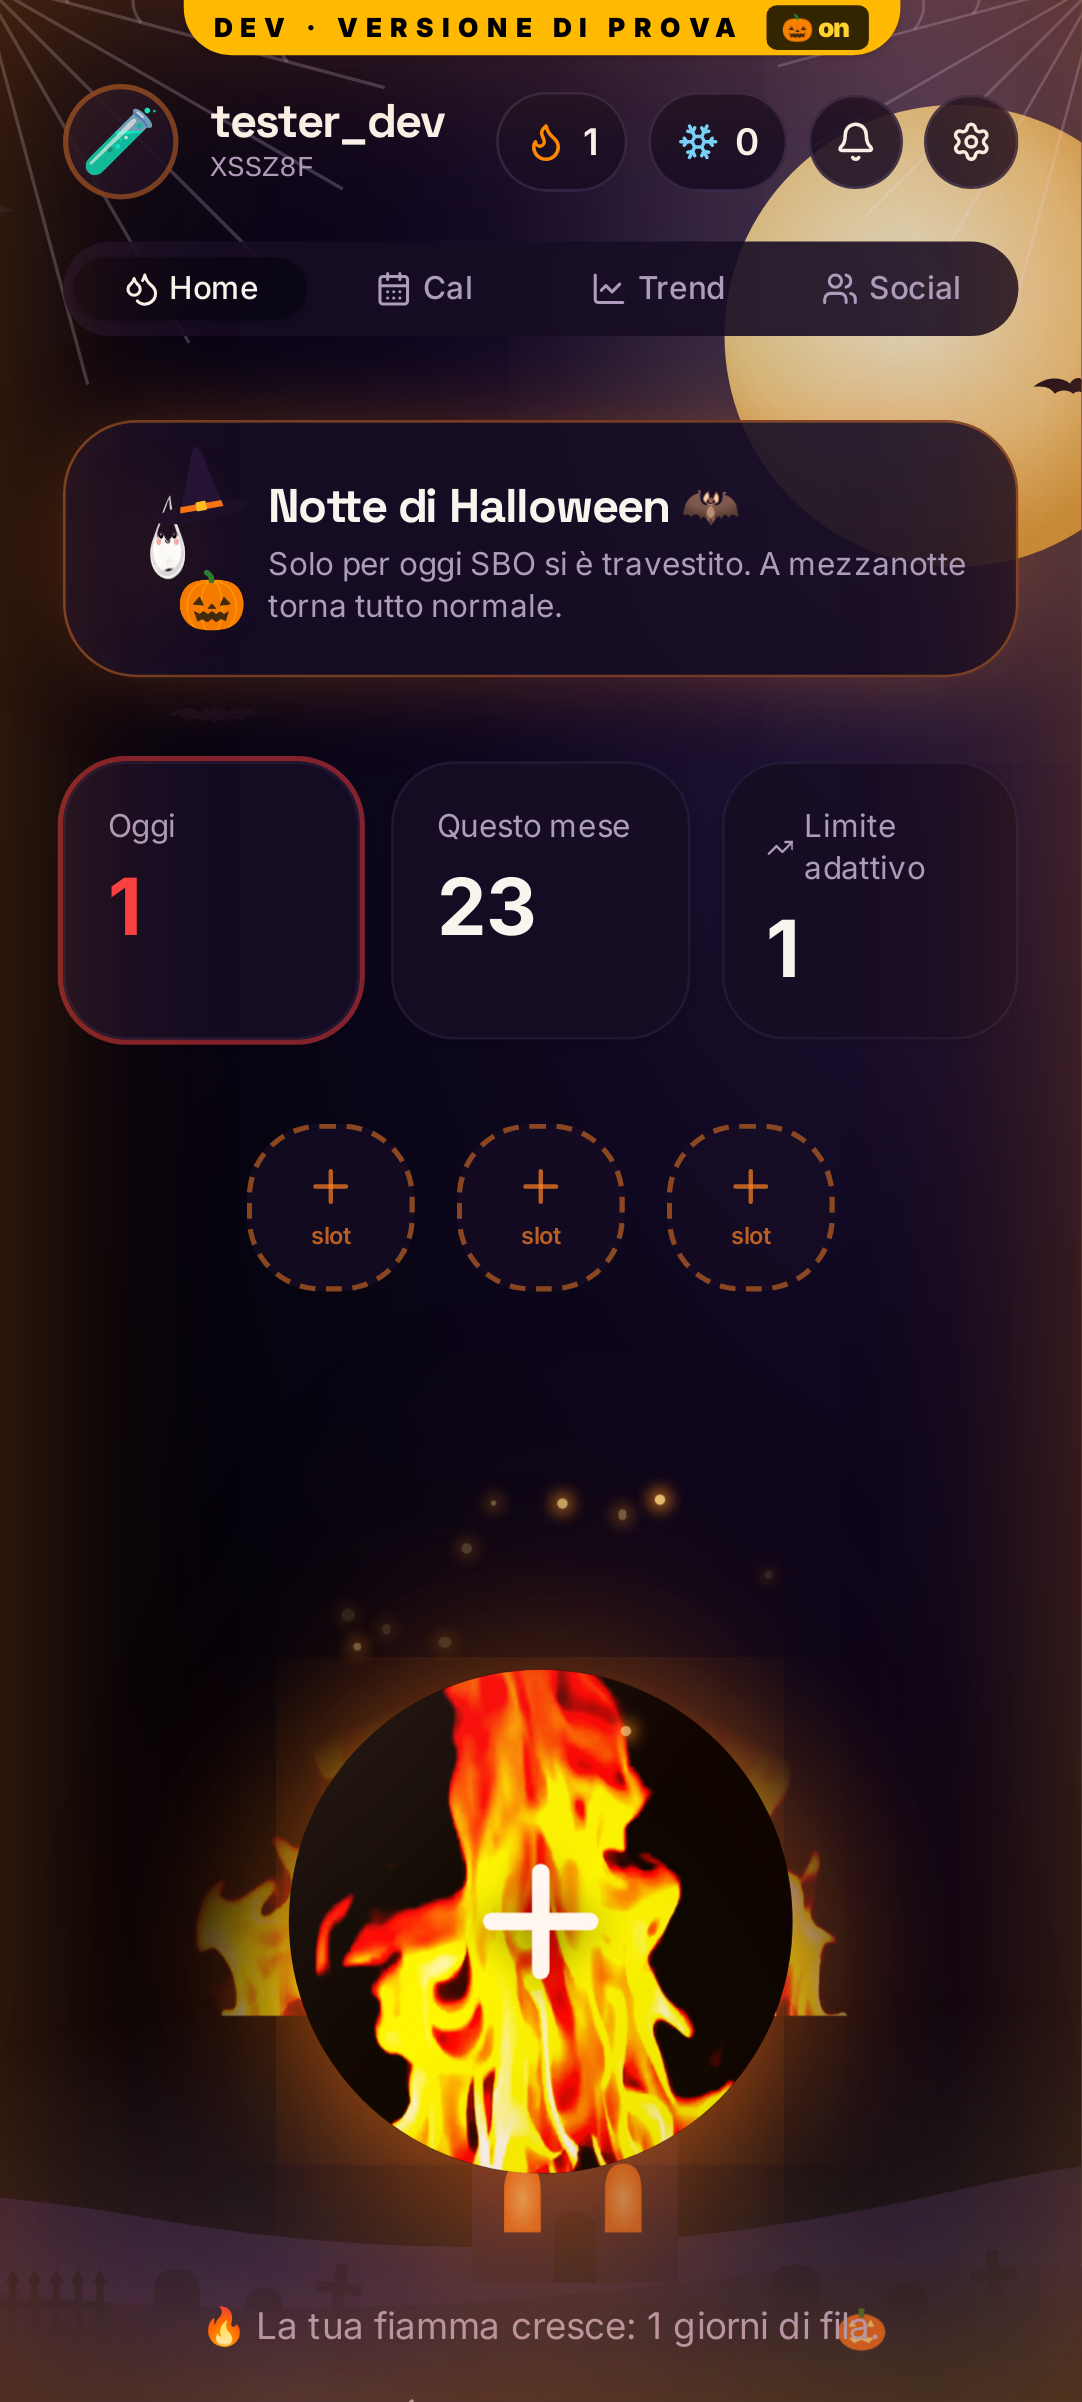 DEV · VERSIONE DI PROVA 🎃 on
tester_dev
XSSZ8F
1
0
Home
Cal
Trend
Social
Notte di Halloween 🦇
Solo per oggi SBO si è travestito. A mezzanotte
torna tutto normale.
Oggi
1
Questo mese
23
Limite
adattivo
1
slot
slot
slot
🔥 La tua fiamma cresce: 1 giorni di fila.